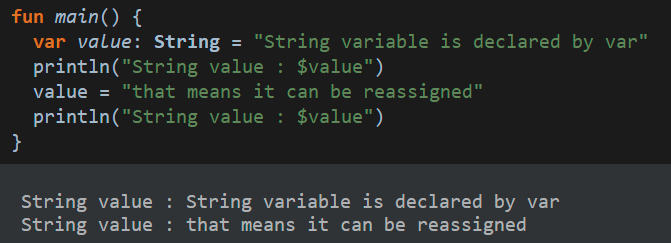 fun main() {
  var value: String = "String variable is declared by var"
  println("String value : $value")
  value = "that means it can be reassigned"
  println("String value : $value")
}
String value : String variable is declared by var
String value : that means it can be reassigned